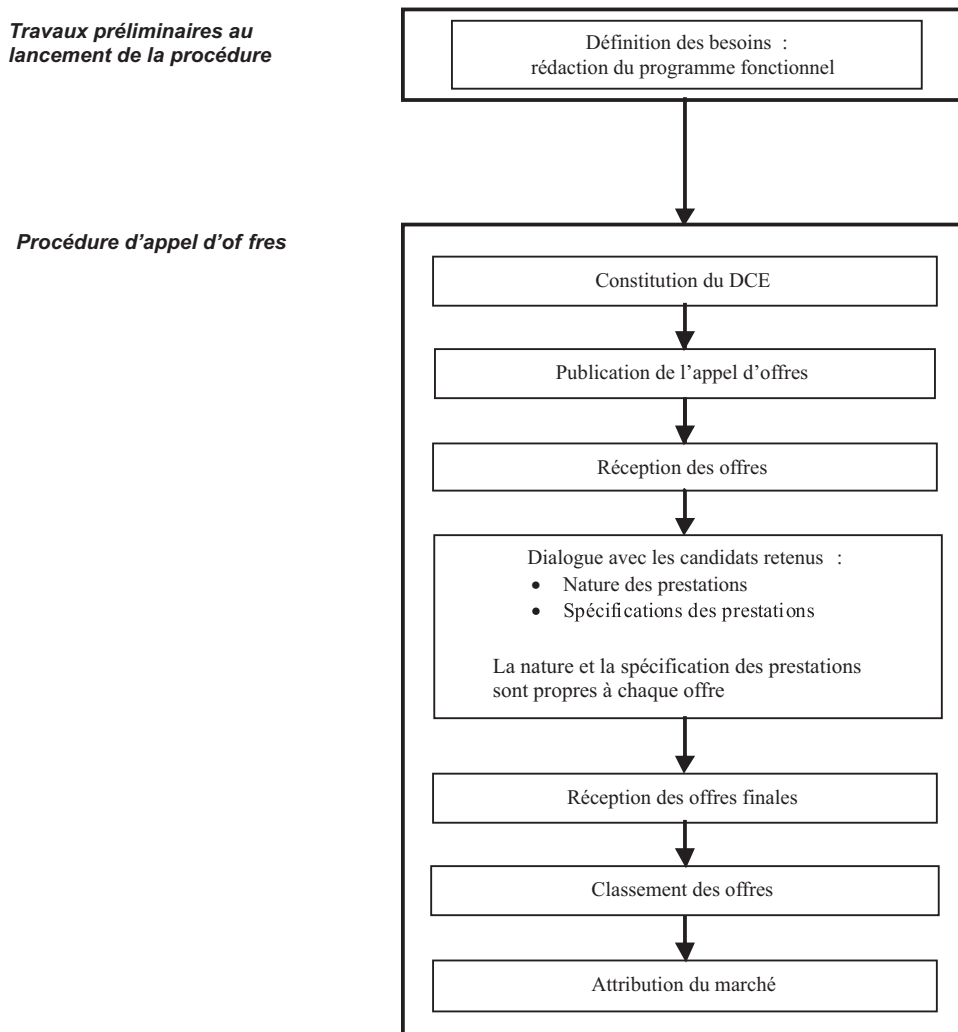 Travaux préliminaires au
lancement de la procédure
Définition des besoins :
rédaction du programme fonctionnel
Procédure d’appel d’of fres
Constitution du DCE
Publication de l’appel d’offres
Réception des offres
Dialogue avec les candidats retenus :
• Nature des prestations
• Spécifications des prestations
La nature et la spécification des prestations
sont propres à chaque offre
Réception des offres finales
Classement des offres
Attribution du marché